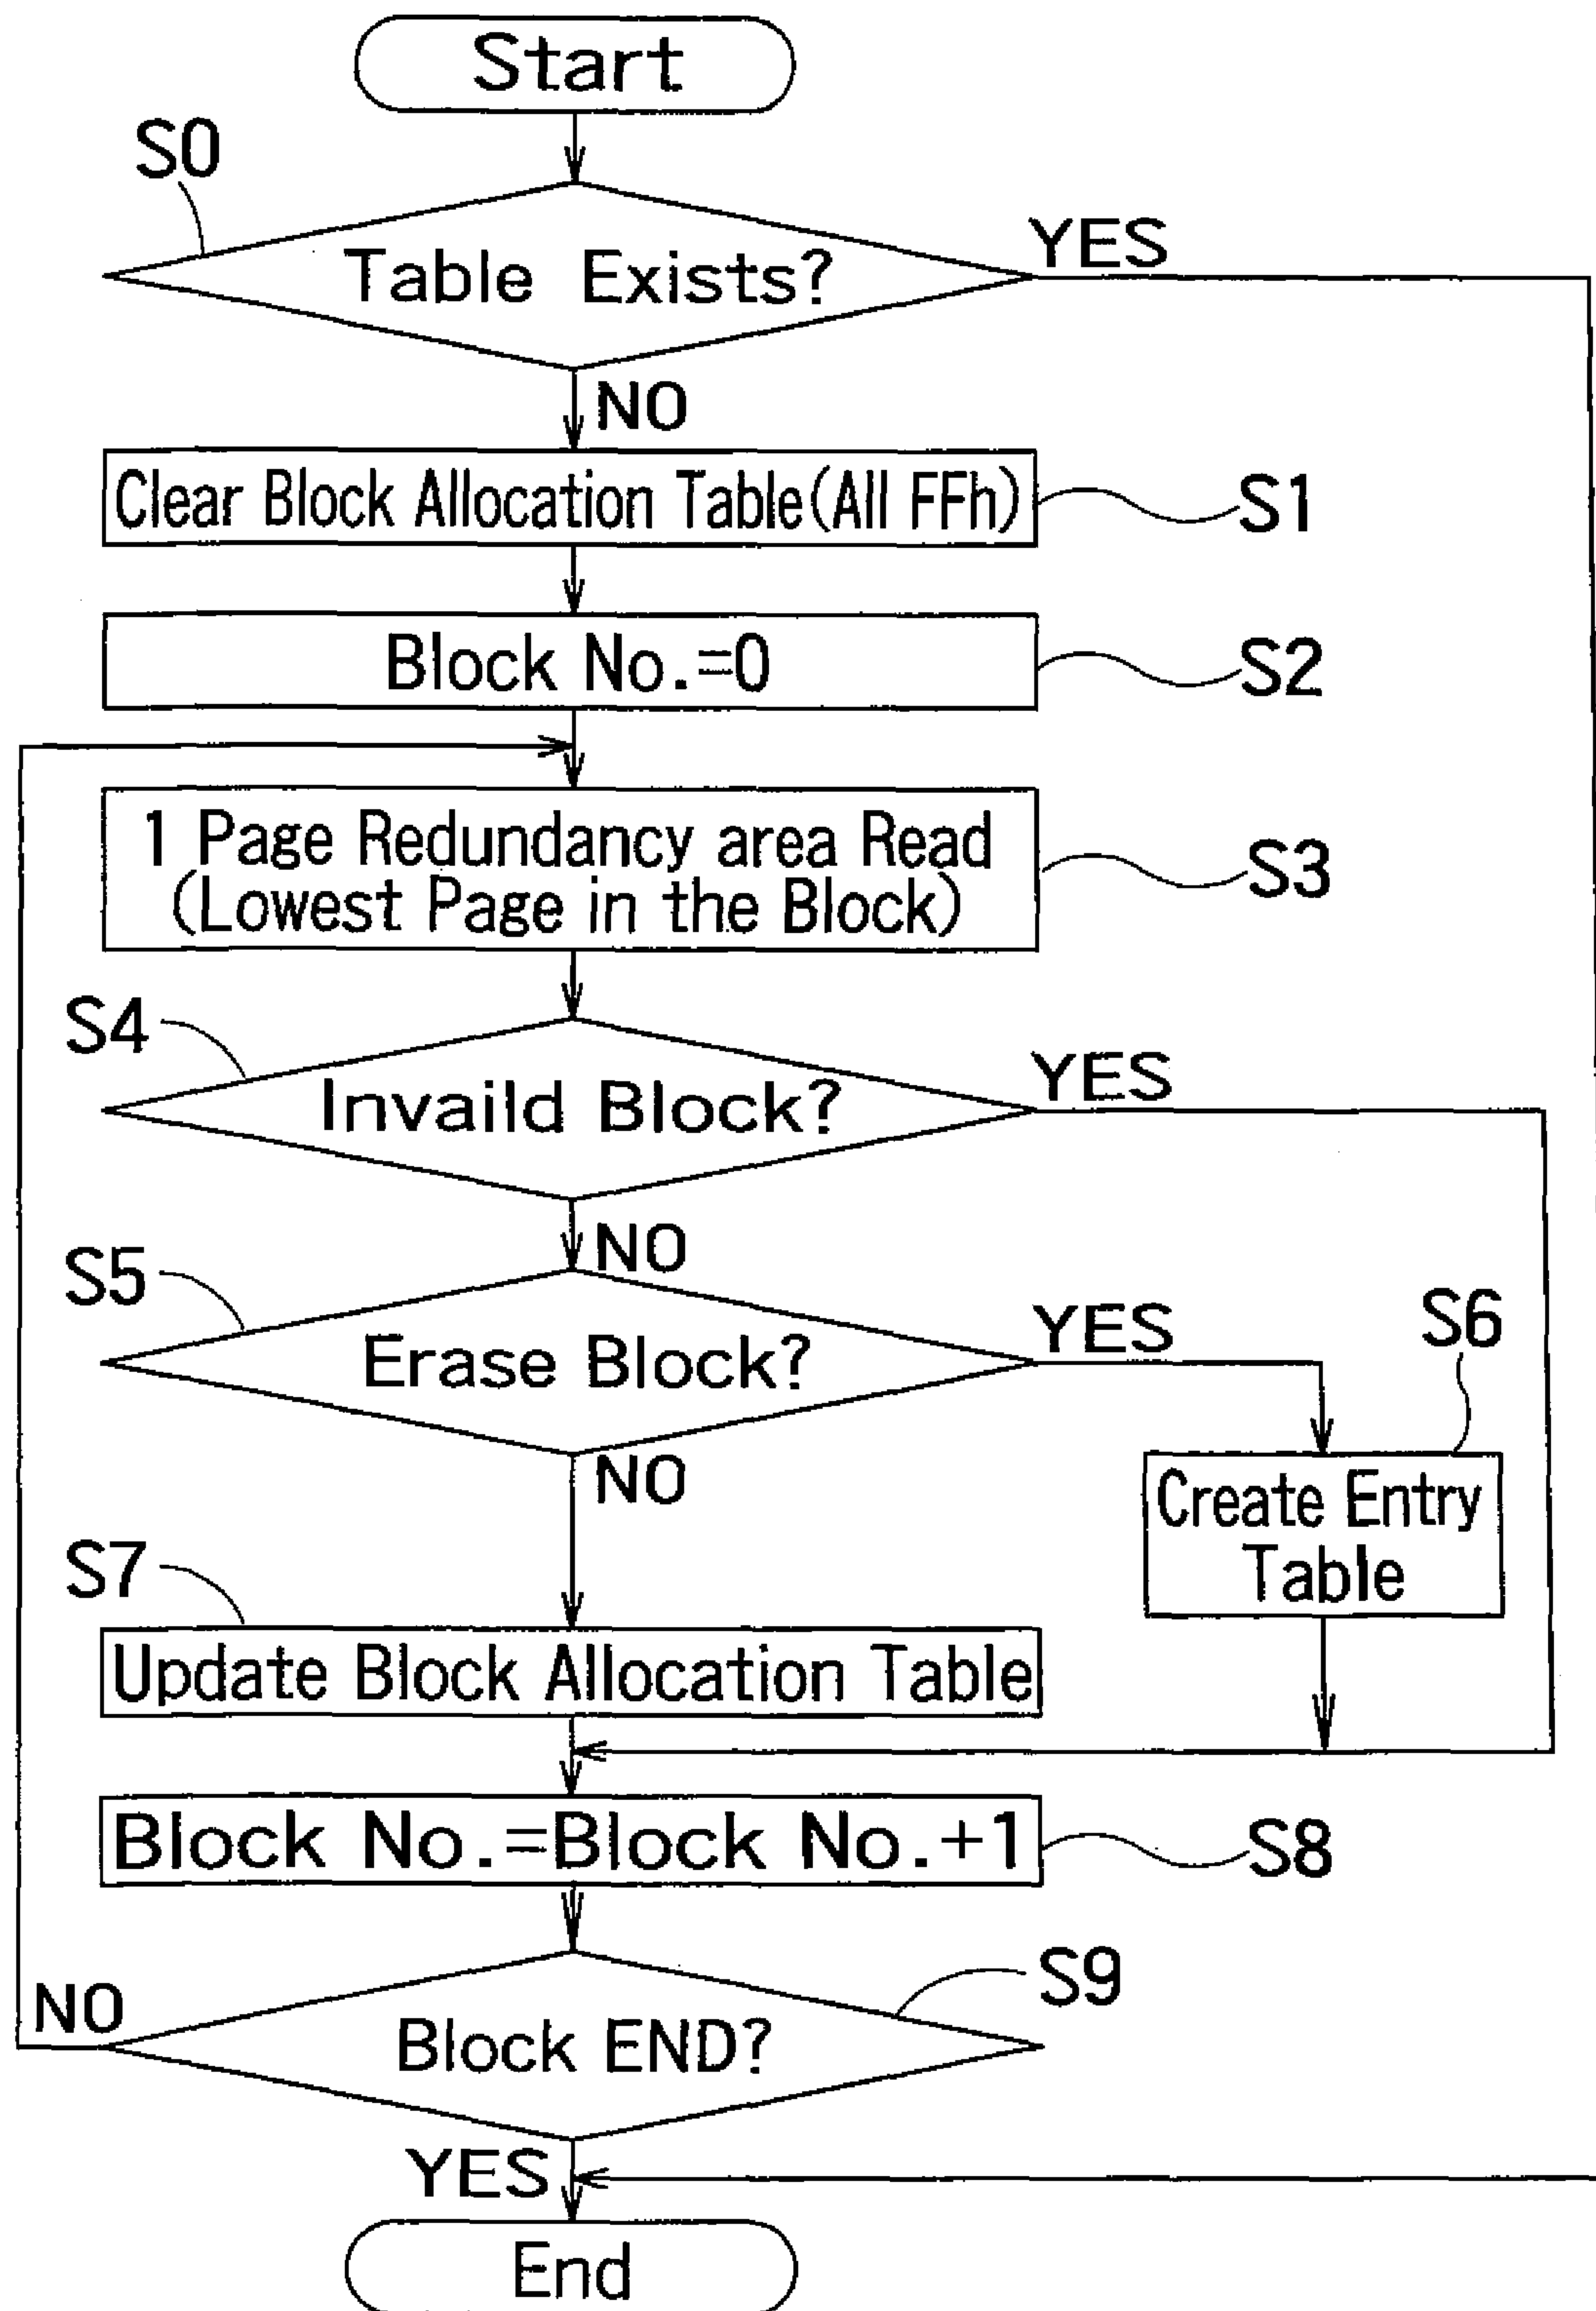 Start
S0
Table Exists?
YES
NO
Clear Block Allocation Table(All FFh)
S1
Block No.=0
S2
1 Page Redundancy area Read
(Lowest Page in the Block)
S3
S4
Invaild Block?
YES
NO
S5
Erase Block?
YES
S6
NO
Create Entry
Table
S7
Update Block Allocation Table
Block No.=Block No.+1
S8
S9
NO
Block END?
YES
End